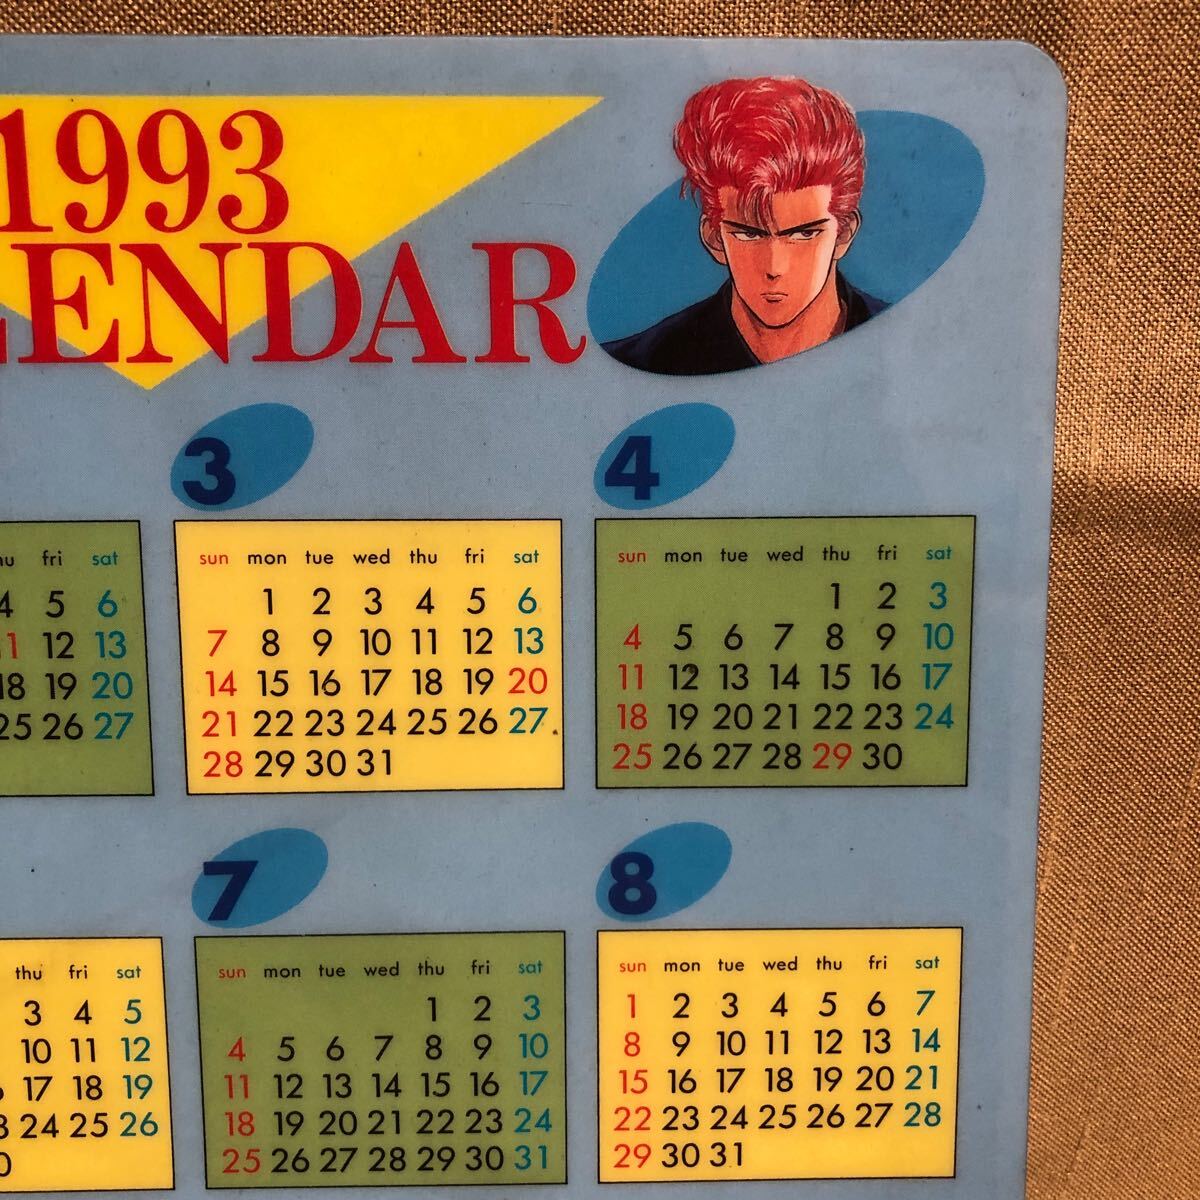 1993
LENDAR
3
4
fri sat
4 5 6
11 12 13
18 19 20
25 26 27
sun mon tue wed thu fri sat
1 2 3 4 5 6
7 8 9 10 11 12 13
14 15 16 17 18 19 20
21 22 23 24 25 26 27
28 29 30 31
sun mon tue wed thu fri sat
1 2 3
4 5 6 7 8 9 10
11 12 13 14 15 16 17
18 19 20 21 22 23 24
25 26 27 28 29 30
7
8
thu fri sat
3 4 5
10 11 12
17 18 19
24 25 26
sun mon tue wed thu fri sat
1 2 3
4 5 6 7 8 9 10
11 12 13 14 15 16 17
18 19 20 21 22 23 24
25 26 27 28 29 30 31
sun mon tue wed thu fri sat
1 2 3 4 5 6 7
8 9 10 11 12 13 14
15 16 17 18 19 20 21
22 23 24 25 26 27 28
29 30 31